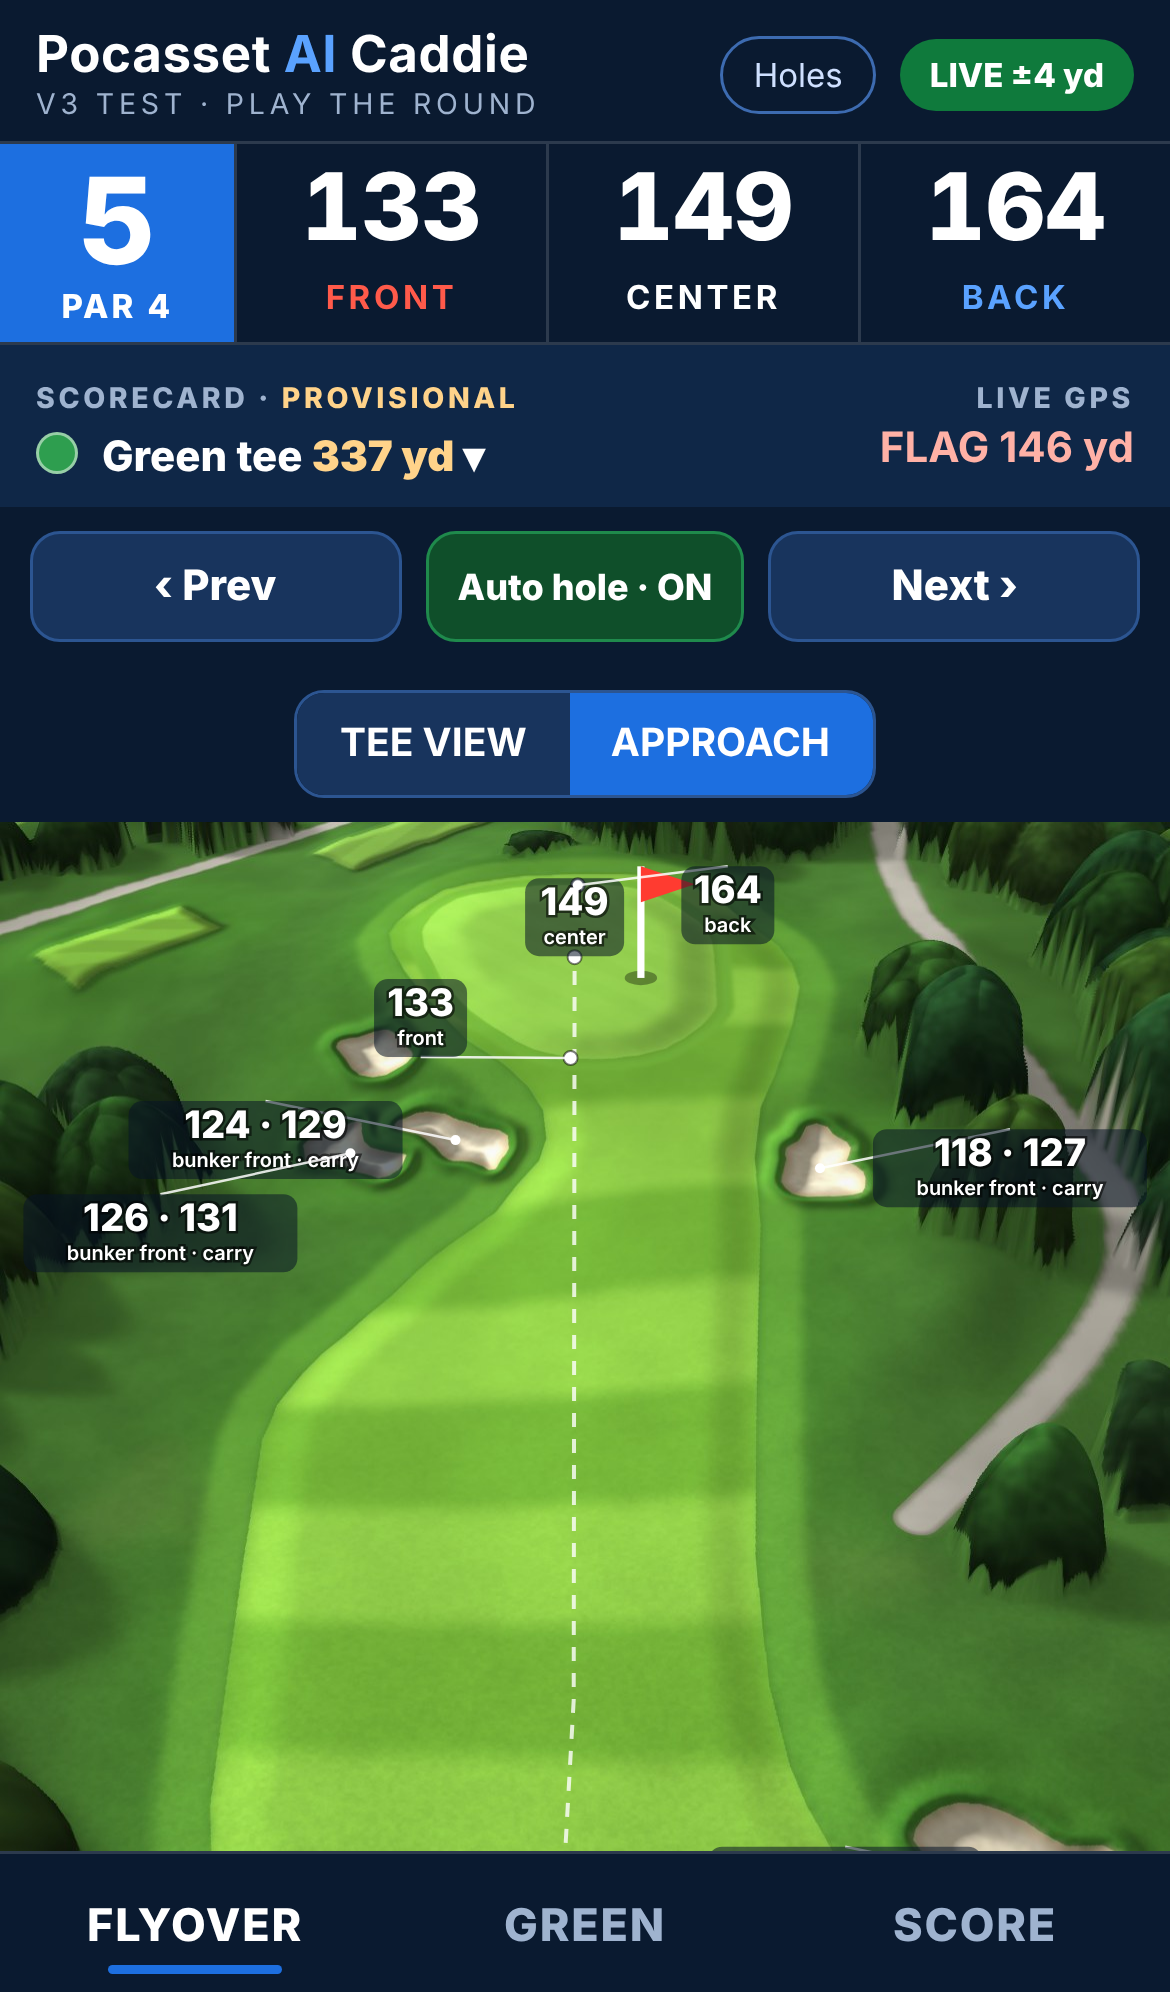 Pocasset AI Caddie
V3 TEST · PLAY THE ROUND
Holes
LIVE ±4 yd
5
PAR 4
133
FRONT
149
CENTER
164
BACK
SCORECARD · PROVISIONAL
Green tee 337 yd ▾
LIVE GPS
FLAG 146 yd
‹ Prev
Auto hole · ON
Next ›
TEE VIEW
APPROACH
149
center
164
back
133
front
124 · 129
bunker front · carry
118 · 127
bunker front · carry
126 · 131
bunker front · carry
FLYOVER
GREEN
SCORE